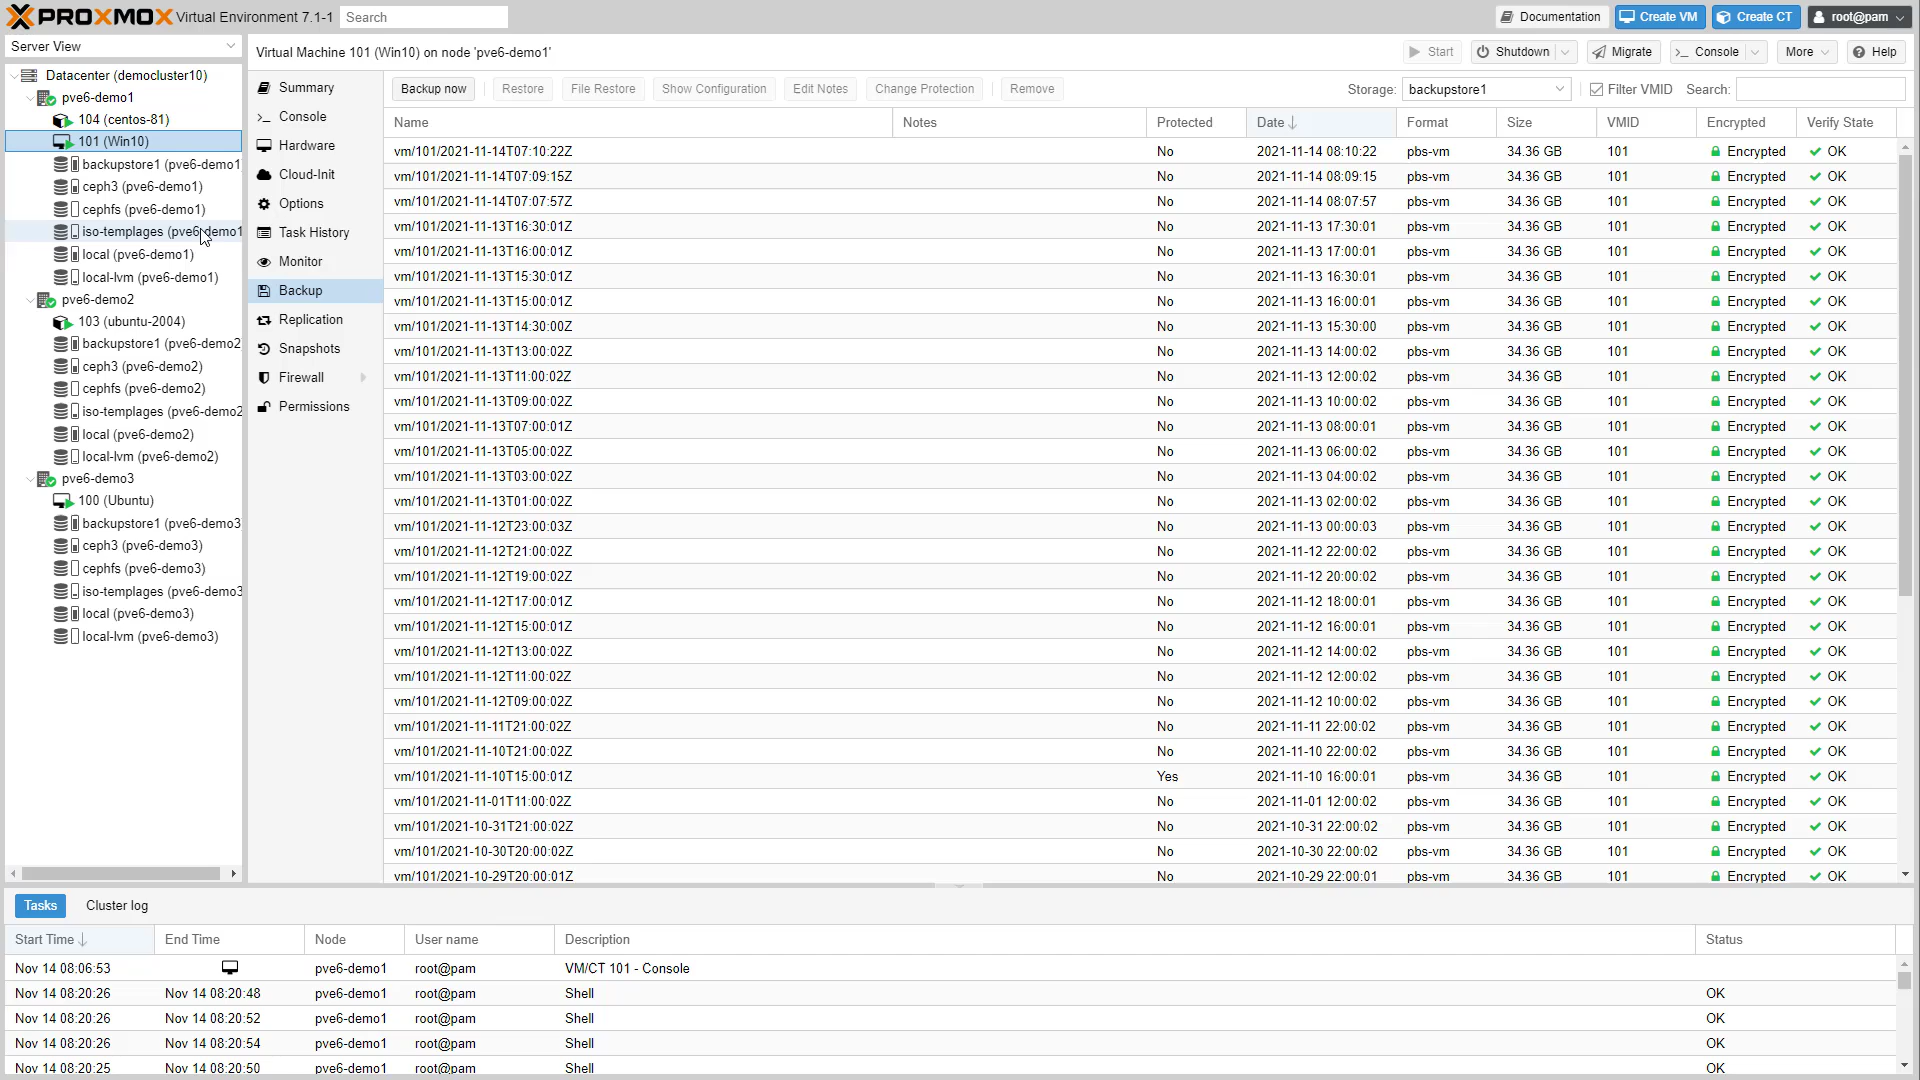 PROXMOX Virtual Environment 7.1-1 Search Documentation Create VM Create CT root@pam
Server View
Datacenter (democluster10)
pve6-demo1
104 (centos-81)
101 (Win10)
backupstore1 (pve6-demo1
ceph3 (pve6-demo1)
cephfs (pve6-demo1)
iso-templages (pve6-demo1
local (pve6-demo1)
local-lvm (pve6-demo1)
pve6-demo2
103 (ubuntu-2004)
backupstore1 (pve6-demo2
ceph3 (pve6-demo2)
cephfs (pve6-demo2)
iso-templages (pve6-demo2
local (pve6-demo2)
local-lvm (pve6-demo2)
pve6-demo3
100 (Ubuntu)
backupstore1 (pve6-demo3
ceph3 (pve6-demo3)
cephfs (pve6-demo3)
iso-templages (pve6-demo3
local (pve6-demo3)
local-lvm (pve6-demo3)
Virtual Machine 101 (Win10) on node 'pve6-demo1' Start Shutdown Migrate Console More Help
Summary
Console
Hardware
Cloud-Init
Options
Task History
Monitor
Backup
Replication
Snapshots
Firewall
Permissions
Backup now Restore File Restore Show Configuration Edit Notes Change Protection Remove Storage: backupstore1 Filter VMID Search:
Name Notes Protected Date Format Size VMID Encrypted Verify State
vm/101/2021-11-14T07:10:22Z No 2021-11-14 08:10:22 pbs-vm 34.36 GB 101 Encrypted OK
vm/101/2021-11-14T07:09:15Z No 2021-11-14 08:09:15 pbs-vm 34.36 GB 101 Encrypted OK
vm/101/2021-11-14T07:07:57Z No 2021-11-14 08:07:57 pbs-vm 34.36 GB 101 Encrypted OK
vm/101/2021-11-13T16:30:01Z No 2021-11-13 17:30:01 pbs-vm 34.36 GB 101 Encrypted OK
vm/101/2021-11-13T16:00:01Z No 2021-11-13 17:00:01 pbs-vm 34.36 GB 101 Encrypted OK
vm/101/2021-11-13T15:30:01Z No 2021-11-13 16:30:01 pbs-vm 34.36 GB 101 Encrypted OK
vm/101/2021-11-13T15:00:01Z No 2021-11-13 16:00:01 pbs-vm 34.36 GB 101 Encrypted OK
vm/101/2021-11-13T14:30:00Z No 2021-11-13 15:30:00 pbs-vm 34.36 GB 101 Encrypted OK
vm/101/2021-11-13T13:00:02Z No 2021-11-13 14:00:02 pbs-vm 34.36 GB 101 Encrypted OK
vm/101/2021-11-13T11:00:02Z No 2021-11-13 12:00:02 pbs-vm 34.36 GB 101 Encrypted OK
vm/101/2021-11-13T09:00:02Z No 2021-11-13 10:00:02 pbs-vm 34.36 GB 101 Encrypted OK
vm/101/2021-11-13T07:00:01Z No 2021-11-13 08:00:01 pbs-vm 34.36 GB 101 Encrypted OK
vm/101/2021-11-13T05:00:02Z No 2021-11-13 06:00:02 pbs-vm 34.36 GB 101 Encrypted OK
vm/101/2021-11-13T03:00:02Z No 2021-11-13 04:00:02 pbs-vm 34.36 GB 101 Encrypted OK
vm/101/2021-11-13T01:00:02Z No 2021-11-13 02:00:02 pbs-vm 34.36 GB 101 Encrypted OK
vm/101/2021-11-12T23:00:03Z No 2021-11-13 00:00:03 pbs-vm 34.36 GB 101 Encrypted OK
vm/101/2021-11-12T21:00:02Z No 2021-11-12 22:00:02 pbs-vm 34.36 GB 101 Encrypted OK
vm/101/2021-11-12T19:00:02Z No 2021-11-12 20:00:02 pbs-vm 34.36 GB 101 Encrypted OK
vm/101/2021-11-12T17:00:01Z No 2021-11-12 18:00:01 pbs-vm 34.36 GB 101 Encrypted OK
vm/101/2021-11-12T15:00:01Z No 2021-11-12 16:00:01 pbs-vm 34.36 GB 101 Encrypted OK
vm/101/2021-11-12T13:00:02Z No 2021-11-12 14:00:02 pbs-vm 34.36 GB 101 Encrypted OK
vm/101/2021-11-12T11:00:02Z No 2021-11-12 12:00:02 pbs-vm 34.36 GB 101 Encrypted OK
vm/101/2021-11-12T09:00:02Z No 2021-11-12 10:00:02 pbs-vm 34.36 GB 101 Encrypted OK
vm/101/2021-11-11T21:00:02Z No 2021-11-11 22:00:02 pbs-vm 34.36 GB 101 Encrypted OK
vm/101/2021-11-10T21:00:02Z No 2021-11-10 22:00:02 pbs-vm 34.36 GB 101 Encrypted OK
vm/101/2021-11-10T15:00:01Z Yes 2021-11-10 16:00:01 pbs-vm 34.36 GB 101 Encrypted OK
vm/101/2021-11-01T11:00:02Z No 2021-11-01 12:00:02 pbs-vm 34.36 GB 101 Encrypted OK
vm/101/2021-10-31T21:00:02Z No 2021-10-31 22:00:02 pbs-vm 34.36 GB 101 Encrypted OK
vm/101/2021-10-30T20:00:02Z No 2021-10-30 22:00:02 pbs-vm 34.36 GB 101 Encrypted OK
vm/101/2021-10-29T20:00:01Z No 2021-10-29 22:00:01 pbs-vm 34.36 GB 101 Encrypted OK
Tasks Cluster log
Start Time End Time Node User name Description Status
Nov 14 08:06:53 pve6-demo1 root@pam VM/CT 101 - Console
Nov 14 08:20:26 Nov 14 08:20:48 pve6-demo1 root@pam Shell OK
Nov 14 08:20:26 Nov 14 08:20:52 pve6-demo1 root@pam Shell OK
Nov 14 08:20:26 Nov 14 08:20:54 pve6-demo1 root@pam Shell OK
Nov 14 08:20:25 Nov 14 08:20:50 pve6-demo1 root@pam Shell OK